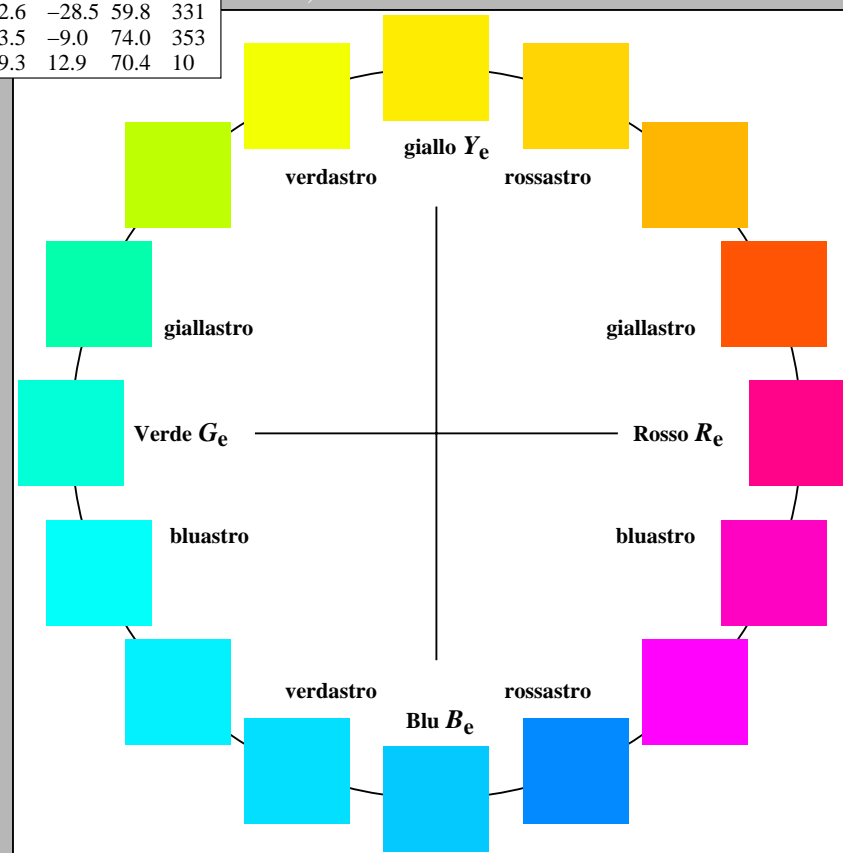 2.6 –28.5 59.8 331
3.5 –9.0 74.0 353
9.3 12.9 70.4 10
giallo Ye
verdastro rossastro
giallastro giallastro
Verde Ge Rosso Re
bluastro bluastro
verdastro rossastro
Blu Be